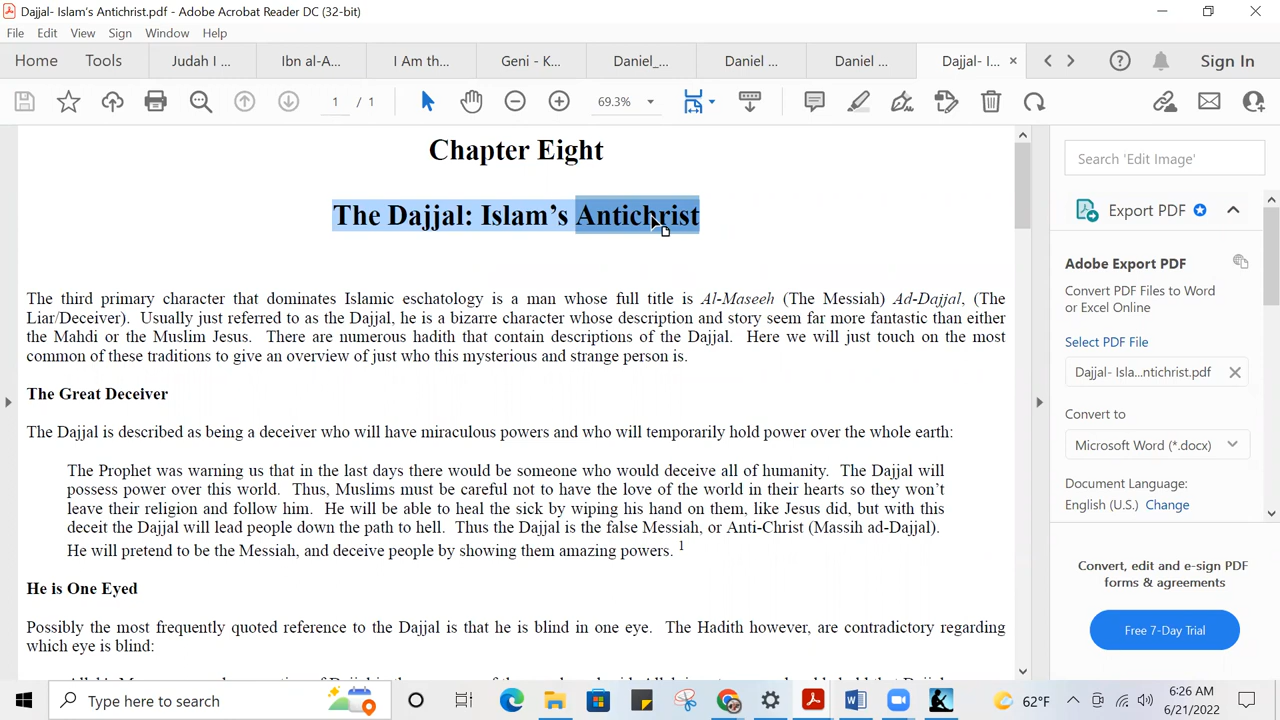 Dajjal- Islam's Antichrist.pdf - Adobe Acrobat Reader DC (32-bit)
File Edit View Sign Window Help
Home Tools Judah I ... Ibn al-A... I Am th... Geni - K... Daniel_... Daniel ... Daniel ... Dajjal- I... × Sign In
1 / 1 69.3%
Chapter Eight
The Dajjal: Islam's Antichrist
The third primary character that dominates Islamic eschatology is a man whose full title is Al-Maseeh (The Messiah) Ad-Dajjal, (The
Liar/Deceiver). Usually just referred to as the Dajjal, he is a bizarre character whose description and story seem far more fantastic than either
the Mahdi or the Muslim Jesus. There are numerous hadith that contain descriptions of the Dajjal. Here we will just touch on the most
common of these traditions to give an overview of just who this mysterious and strange person is.
The Great Deceiver
The Dajjal is described as being a deceiver who will have miraculous powers and who will temporarily hold power over the whole earth:
The Prophet was warning us that in the last days there would be someone who would deceive all of humanity. The Dajjal will
possess power over this world. Thus, Muslims must be careful not to have the love of the world in their hearts so they won't
leave their religion and follow him. He will be able to heal the sick by wiping his hand on them, like Jesus did, but with this
deceit the Dajjal will lead people down the path to hell. Thus the Dajjal is the false Messiah, or Anti-Christ (Massih ad-Dajjal).
He will pretend to be the Messiah, and deceive people by showing them amazing powers. 1
He is One Eyed
Possibly the most frequently quoted reference to the Dajjal is that he is blind in one eye. The Hadith however, are contradictory regarding
which eye is blind:
Search 'Edit Image'
Export PDF
Adobe Export PDF
Convert PDF Files to Word
or Excel Online
Select PDF File
Dajjal- Isla...ntichrist.pdf
Convert to
Microsoft Word (*.docx)
Document Language:
English (U.S.) Change
Convert, edit and e-sign PDF
forms & agreements
Free 7-Day Trial
Type here to search
62°F
6:26 AM
6/21/2022